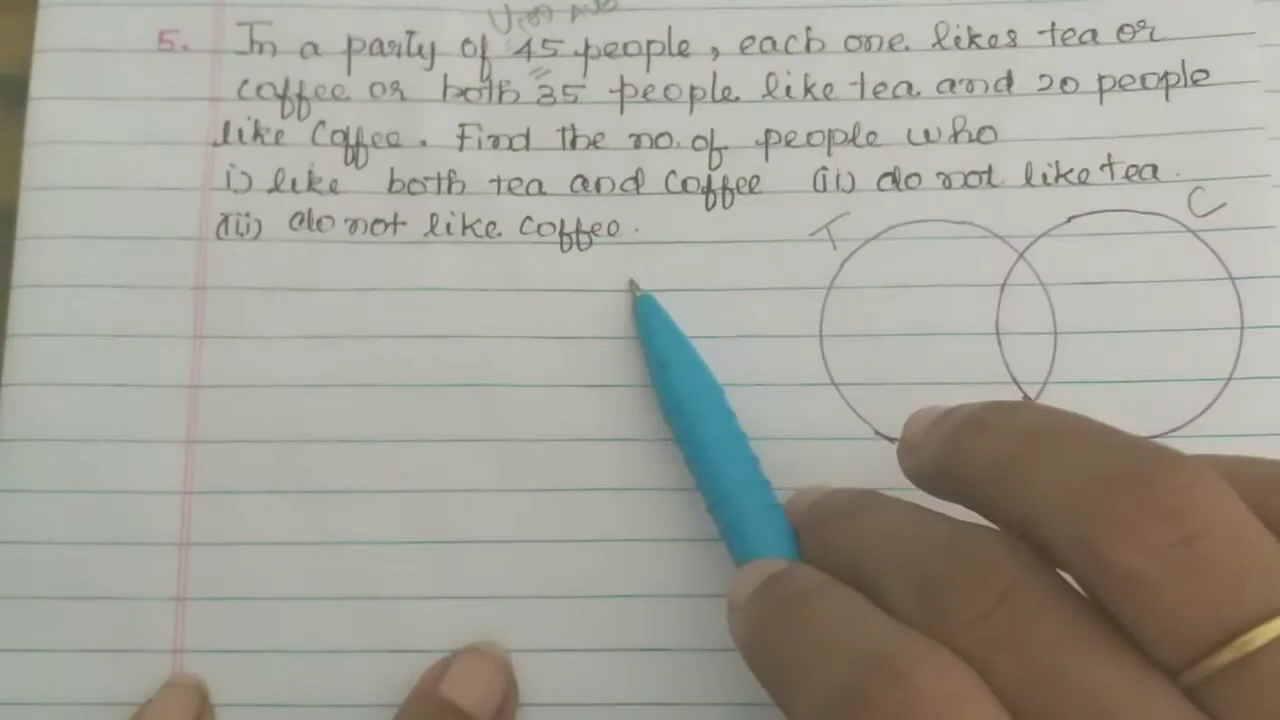 5. In a party of 45 people, each one likes tea or
coffee or both 35 people like tea and 20 people
like Coffee. Find the no. of people who
i) like both tea and Coffee (ii) do not like tea.
(iii) do not like coffee.
T
C